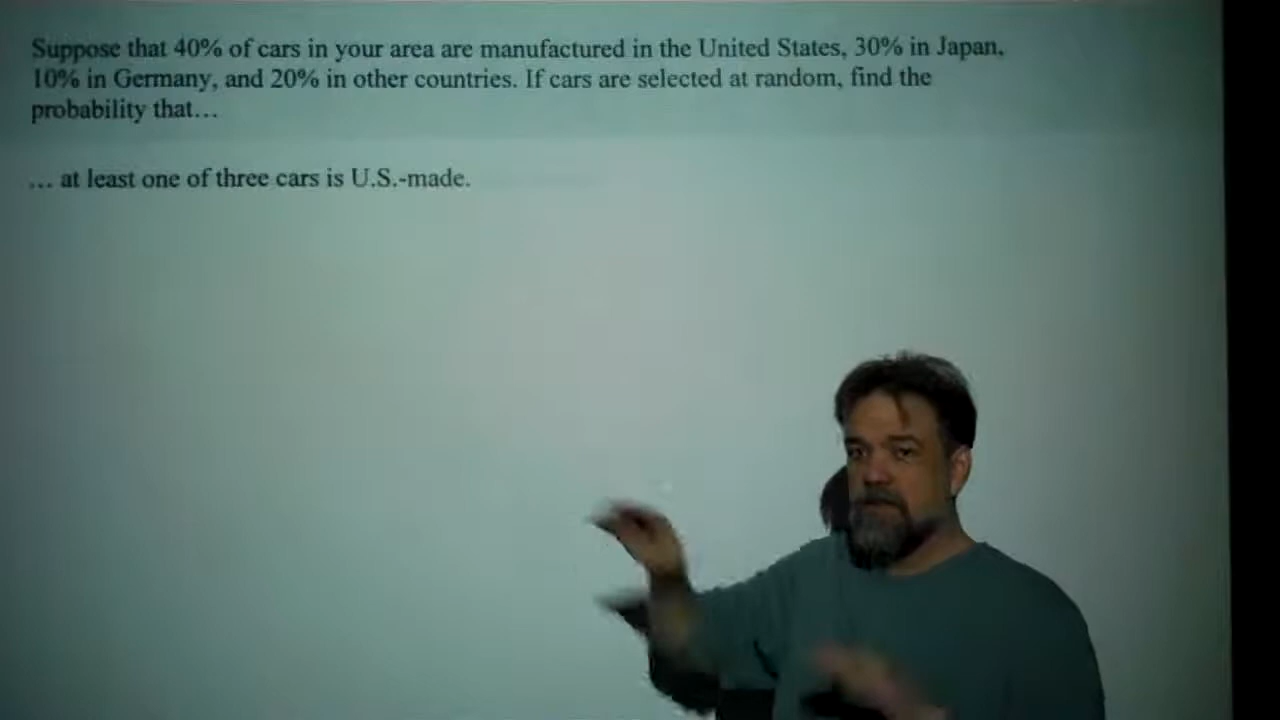 Suppose that 40% of cars in your area are manufactured in the United States, 30% in Japan,
10% in Germany, and 20% in other countries. If cars are selected at random, find the
probability that…
… at least one of three cars is U.S.-made.